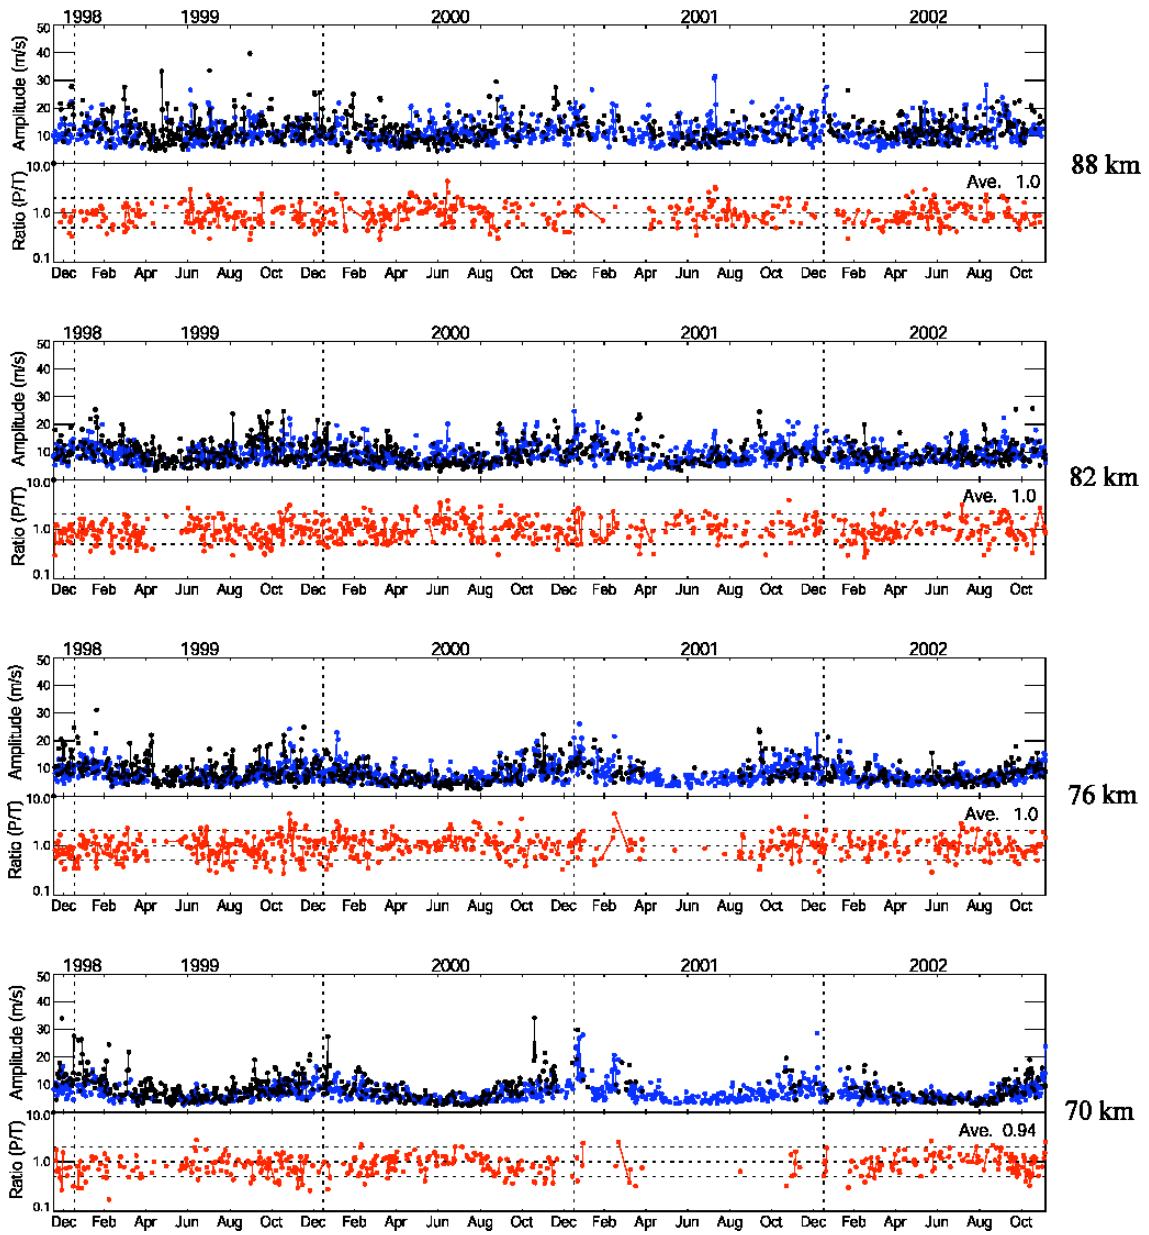 1998 1999 2000 2001 2002
50
40
30
20
10
Amplitude (m/s)
10.0
1.0
0.1
Ratio (P/T)
Ave. 1.0
88 km
Dec Feb Apr Jun Aug Oct Dec Feb Apr Jun Aug Oct Dec Feb Apr Jun Aug Oct Dec Feb Apr Jun Aug Oct
1998 1999 2000 2001 2002
50
40
30
20
10
Amplitude (m/s)
10.0
1.0
0.1
Ratio (P/T)
Ave. 1.0
82 km
Dec Feb Apr Jun Aug Oct Dec Feb Apr Jun Aug Oct Dec Feb Apr Jun Aug Oct Dec Feb Apr Jun Aug Oct
1998 1999 2000 2001 2002
50
40
30
20
10
Amplitude (m/s)
10.0
1.0
0.1
Ratio (P/T)
Ave. 1.0
76 km
Dec Feb Apr Jun Aug Oct Dec Feb Apr Jun Aug Oct Dec Feb Apr Jun Aug Oct Dec Feb Apr Jun Aug Oct
1998 1999 2000 2001 2002
50
40
30
20
10
Amplitude (m/s)
10.0
1.0
0.1
Ratio (P/T)
Ave. 0.94
70 km
Dec Feb Apr Jun Aug Oct Dec Feb Apr Jun Aug Oct Dec Feb Apr Jun Aug Oct Dec Feb Apr Jun Aug Oct